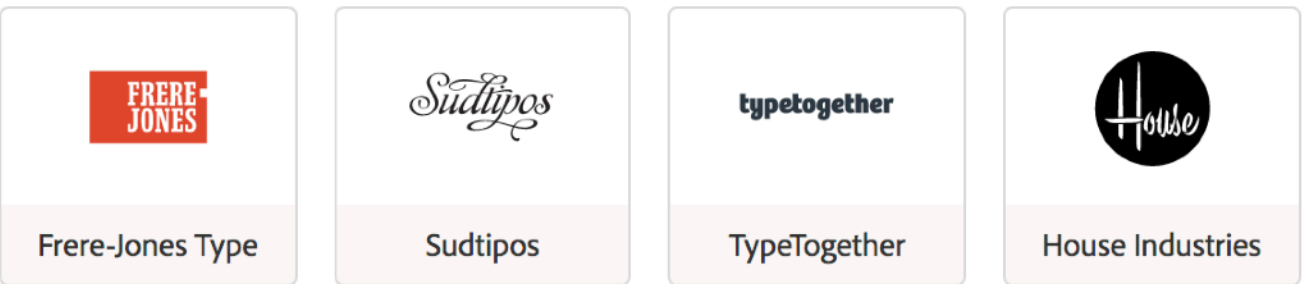 FRERE-
JONES
Sudtipos
typetogether
House
Frere-Jones Type
Sudtipos
TypeTogether
House Industries